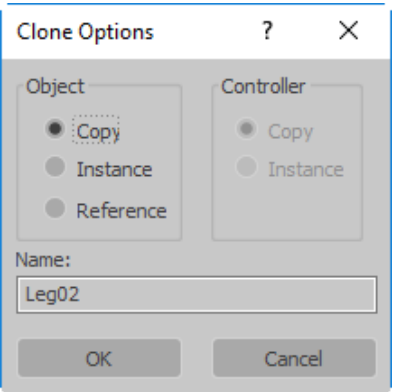 Clone Options ?
Object
Copy
Instance
Reference
Controller
Copy
Instance
Name:
Leg02
OK Cancel